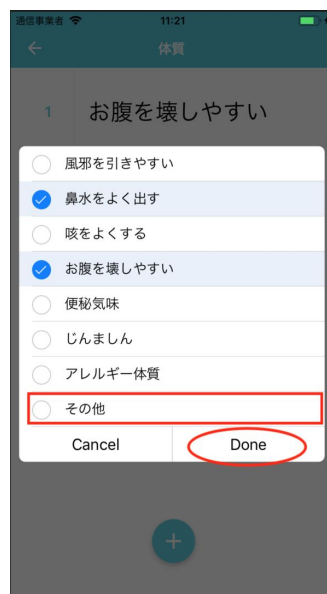 通信事業者 11:21
体質
1 お腹を壊しやすい
風邪を引きやすい
鼻水をよく出す
咳をよくする
お腹を壊しやすい
便秘気味
じんましん
アレルギー体質
その他
Cancel Done